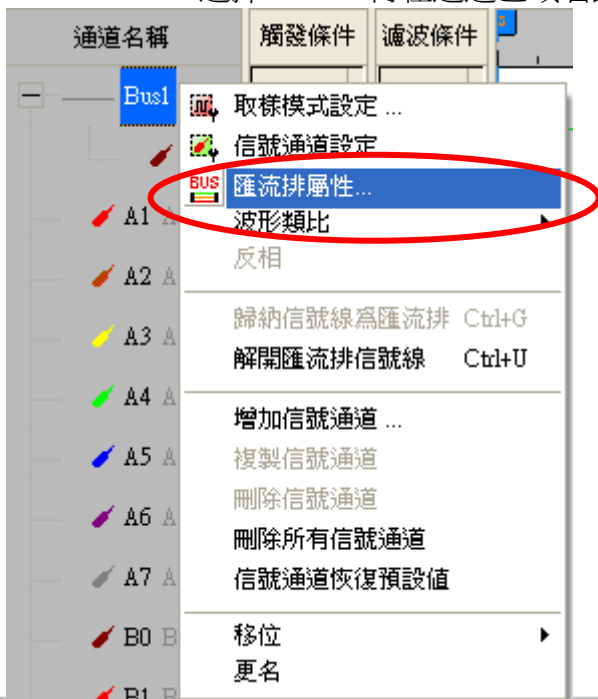 通道名稱 觸發條件 濾波條件
Bus1
取樣模式設定 ...
信號通道設定
BUS 匯流排屬性...
A1 A
波形類比
反相
A2 A
歸納信號線爲匯流排 Ctrl+G
A3 A
解開匯流排信號線 Ctrl+U
A4 A
增加信號通道 ...
A5 A
複製信號通道
刪除信號通道
A6 A
刪除所有信號通道
A7 A
信號通道恢復預設值
B0 B
移位
更名
B1 B